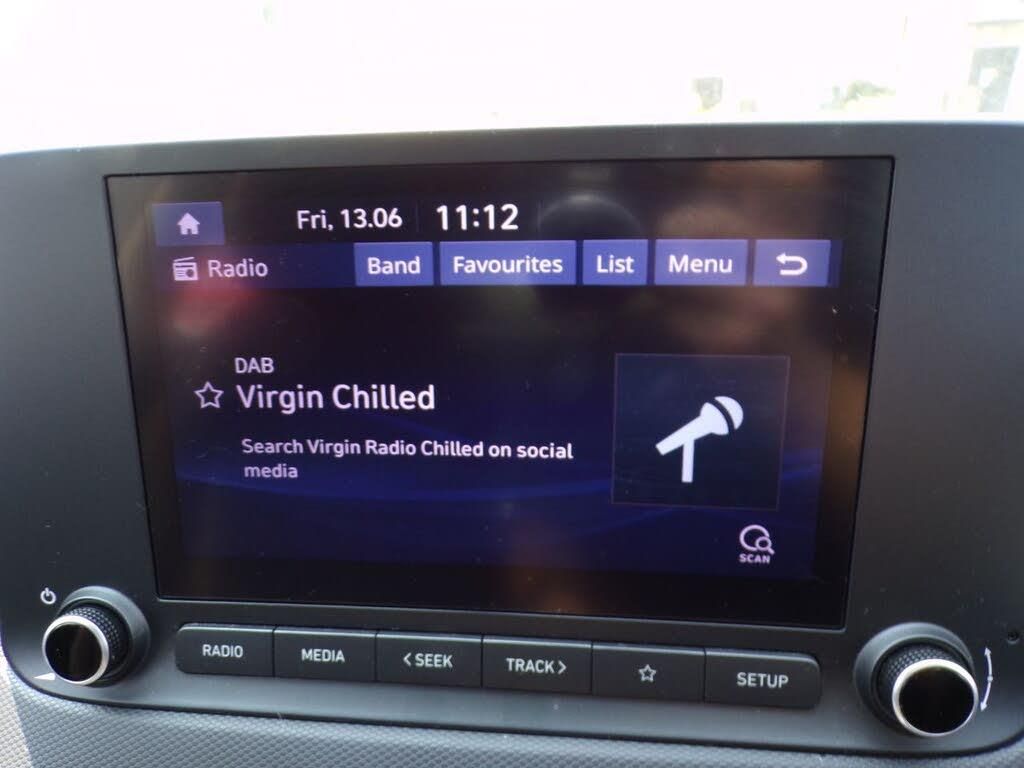 Fri, 13.06 11:12
Radio Band Favourites List Menu
DAB
Virgin Chilled
Search Virgin Radio Chilled on social
media
SCAN
RADIO MEDIA < SEEK TRACK > SETUP